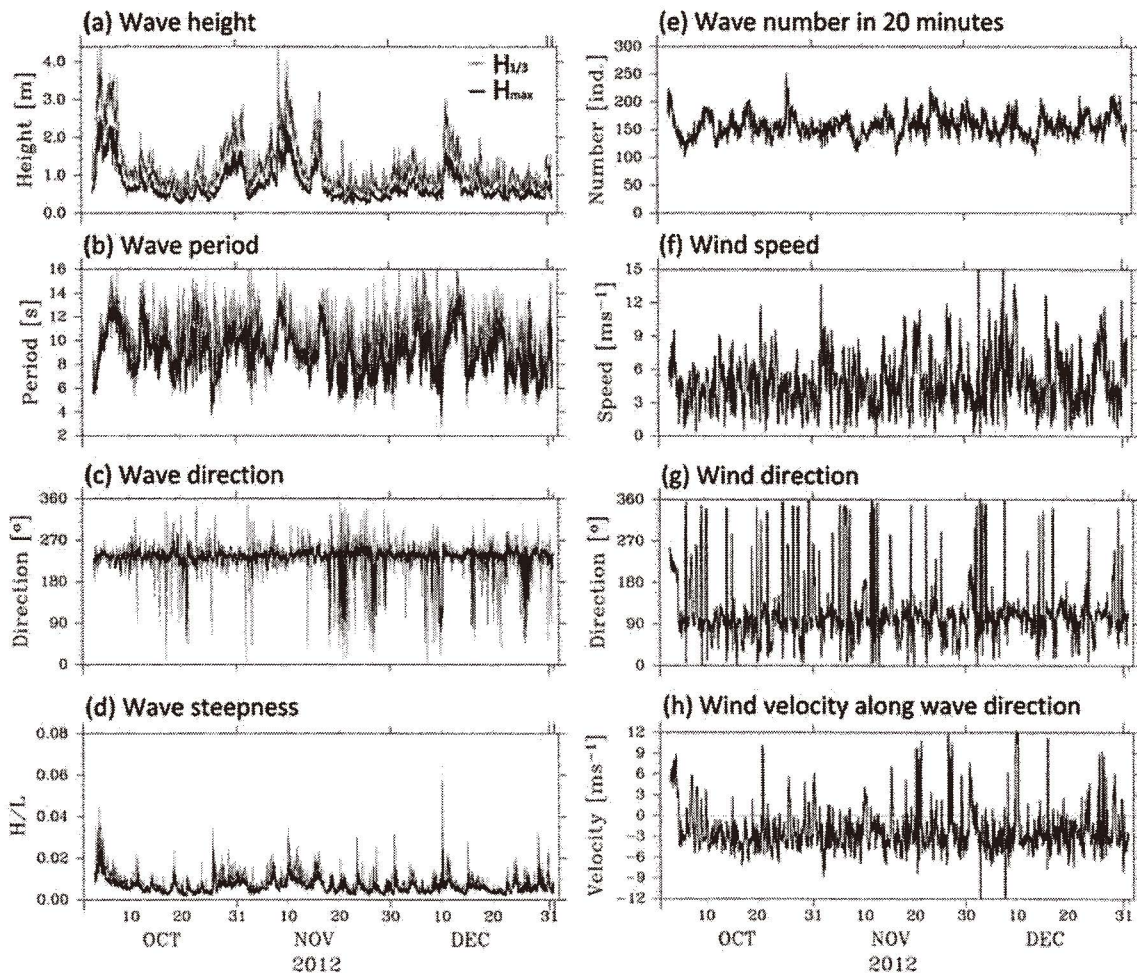 (a) Wave height
Height [m]
4.0
3.0
2.0
1.0
0.0
H1/3
Hmax
(b) Wave period
Period [s]
16
14
12
10
8
6
4
2
(c) Wave direction
Direction [°]
360
270
180
90
0
(d) Wave steepness
H/L
0.08
0.06
0.04
0.02
0.00
10 20 31 10 20 30 10 20 31
OCT NOV DEC
2012
(e) Wave number in 20 minutes
Number [ind.]
300
250
200
150
100
50
0
(f) Wind speed
Speed [ms⁻¹]
15
12
9
6
3
0
(g) Wind direction
Direction [°]
360
270
180
90
0
(h) Wind velocity along wave direction
Velocity [ms⁻¹]
12
9
6
3
0
-3
-6
-9
-12
10 20 31 10 20 30 10 20 31
OCT NOV DEC
2012